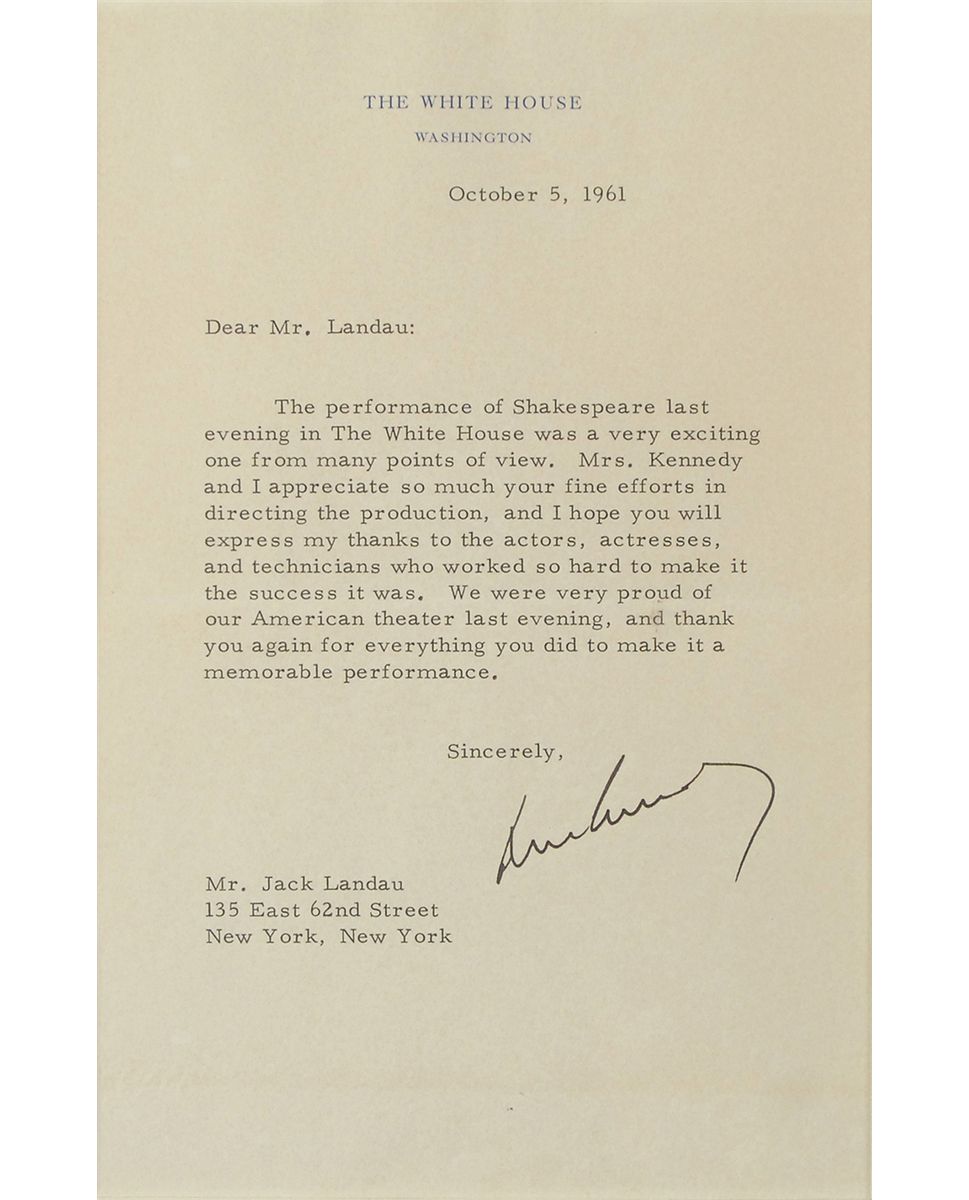 THE WHITE HOUSE
WASHINGTON
October 5, 1961
Dear Mr. Landau:
The performance of Shakespeare last
evening in The White House was a very exciting
one from many points of view. Mrs. Kennedy
and I appreciate so much your fine efforts in
directing the production, and I hope you will
express my thanks to the actors, actresses,
and technicians who worked so hard to make it
the success it was. We were very proud of
our American theater last evening, and thank
you again for everything you did to make it a
memorable performance.
Sincerely,
Mr. Jack Landau
135 East 62nd Street
New York, New York